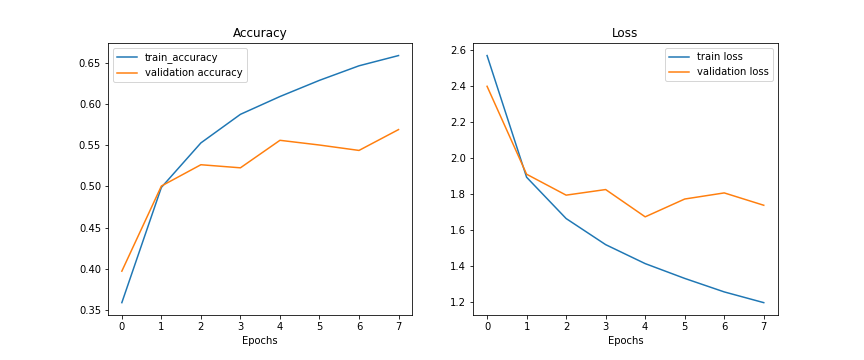 Accuracy
train_accuracy
validation accuracy
0.65
0.60
0.55
0.50
0.45
0.40
0.35
0 1 2 3 4 5 6 7
Epochs
Loss
train loss
validation loss
2.6
2.4
2.2
2.0
1.8
1.6
1.4
1.2
0 1 2 3 4 5 6 7
Epochs